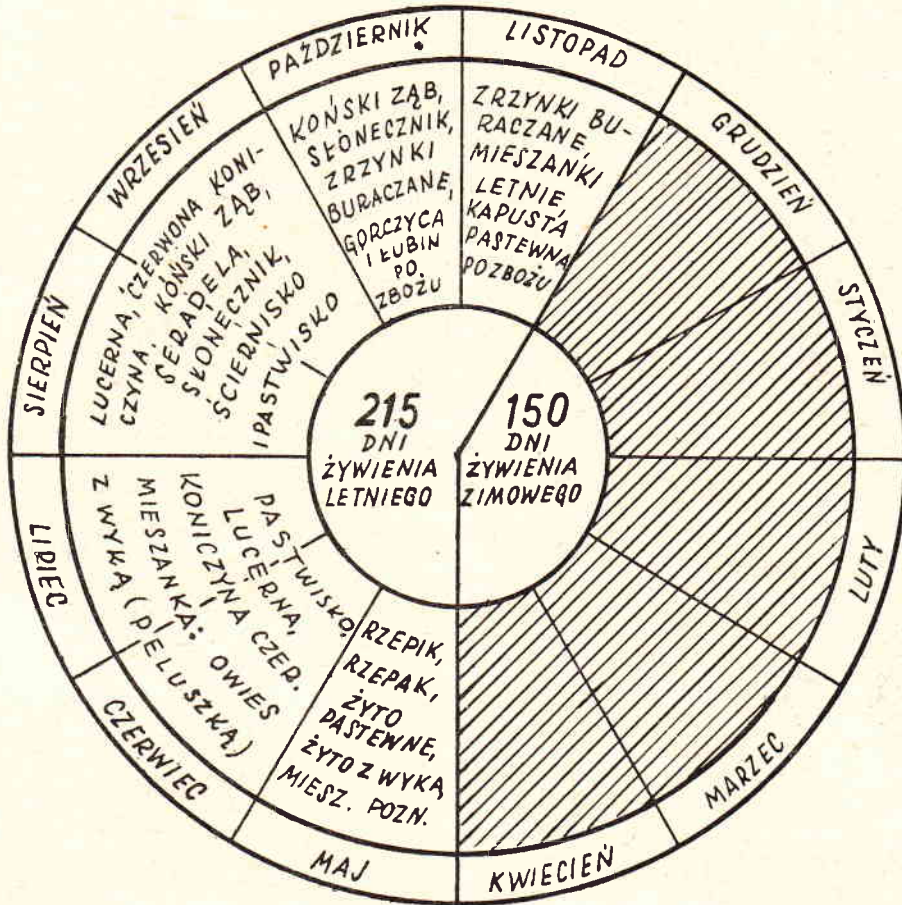 PAŹDZIERNIK
LISTOPAD
GRUDZIEŃ
STYCZEŃ
LUTY
MARZEC
KWIECIEŃ
MAJ
CZERWIEC
LIPIEC
SIERPIEŃ
WRZESIEŃ
KOŃSKI ZĄB,
SŁONECZNIK,
ZRZYNKI
BURACZANE,
GORCZYCA
I ŁUBIN
PO
ZBOŻU
ZRZYNKI BU-
RACZANE,
MIESZANKI
LETNIE,
KAPUSTA
PASTEWNA
PO ZBOŻU
LUCERNA, CZERWONA KONI-
CZYNA, KOŃSKI ZĄB,
SERADELA,
SŁONECZNIK,
ŚCIERNISKO
I PASTWISKO
215
DNI
ŻYWIENIA
LETNIEGO
150
DNI
ŻYWIENIA
ZIMOWEGO
PASTWISKO,
LUCERNA,
KONICZYNA CZER.
MIESZANKA: OWIES
Z WYKĄ (PELUSZKĄ)
RZEPIK,
RZEPAK,
ŻYTO
PASTEWNE,
ŻYTO Z WYKĄ
MIESZ. POZN.